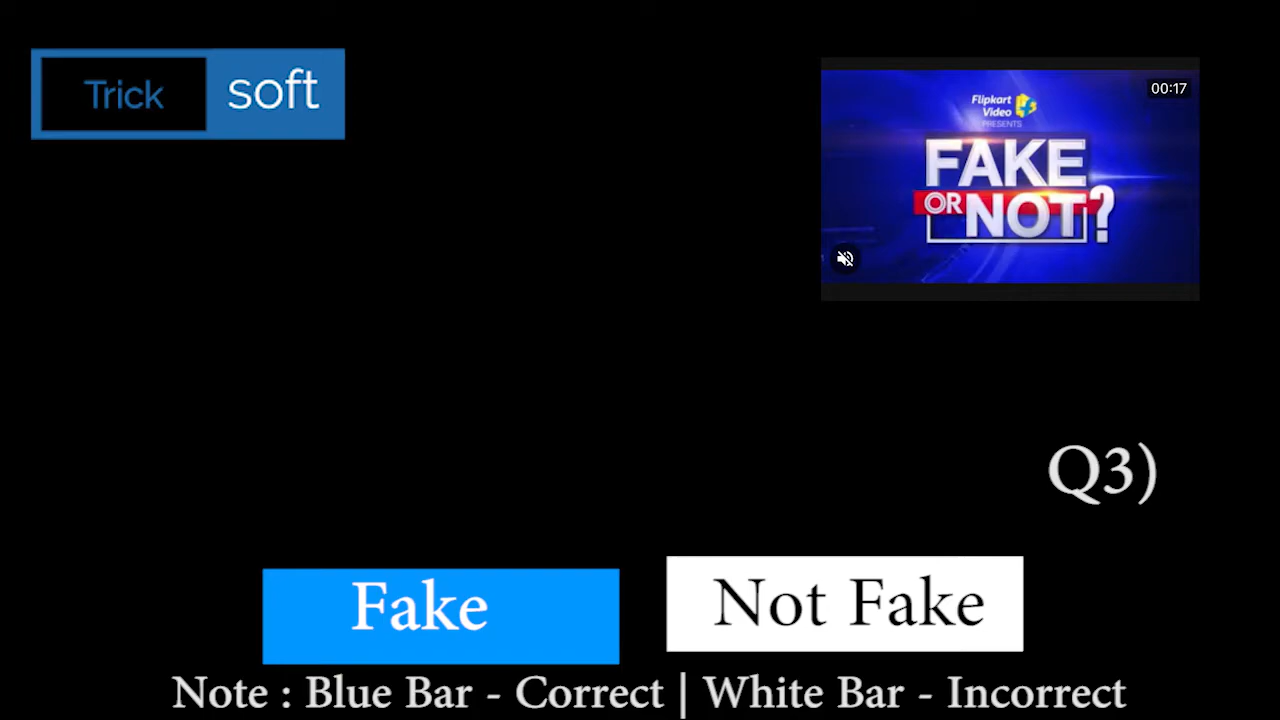 Trick soft
00:17
Flipkart
Video
PRESENTS
FAKE
OR NOT?
Q3)
Fake
Not Fake
Note : Blue Bar - Correct | White Bar - Incorrect